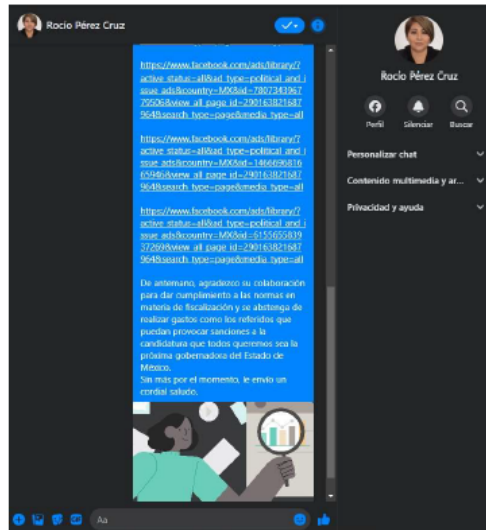 Rocío Pérez Cruz
https://www.facebook.com/ads/library/?
active_status=all&ad_type=political_and_i
ssue_ads&country=MX&id=7807343967
79506&view_all_page_id=290163821687
964&search_type=page&media_type=all
https://www.facebook.com/ads/library/?
active_status=all&ad_type=political_and_i
ssue_ads&country=MX&id=1466696816
659469&view_all_page_id=290163821687
964&search_type=page&media_type=all
https://www.facebook.com/ads/library/?
active_status=all&ad_type=political_and_i
ssue_ads&country=MX&id=6155655839
37269&view_all_page_id=290163821687
964&search_type=page&media_type=all
De antemano, agradezco su colaboración
para dar cumplimiento a las normas en
materia de fiscalización y se abstenga de
realizar gastos como los referidos que
puedan provocar sanciones a la
candidatura que todos queremos sea la
próxima gobernadora del Estado de
México.
Sin más por el momento, le envío un
cordial saludo.
Aa
Rocío Pérez Cruz
Perfil
Silenciar
Buscar
Personalizar chat
Contenido multimedia y ar...
Privacidad y ayuda